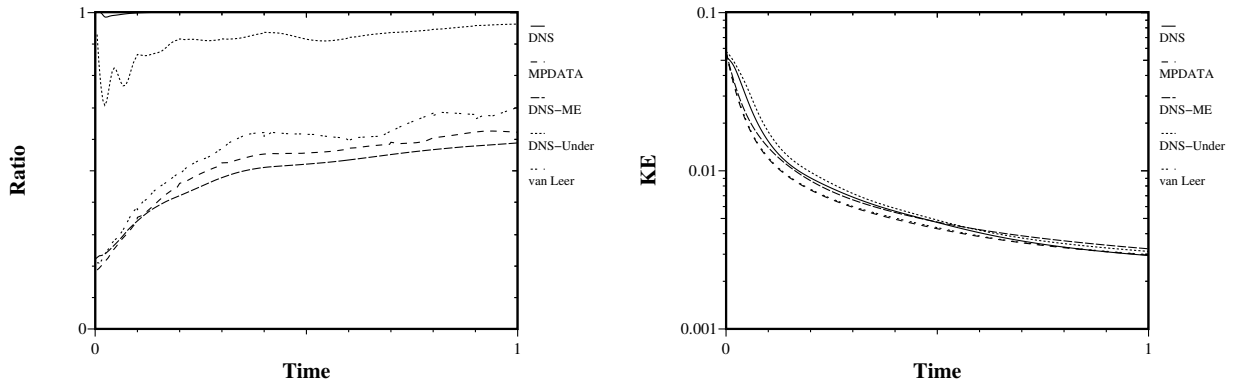 1
Ratio
0
0
Time
1
DNS
MPDATA
DNS-ME
DNS-Under
van Leer
0.1
0.01
0.001
KE
0
Time
1
DNS
MPDATA
DNS-ME
DNS-Under
van Leer